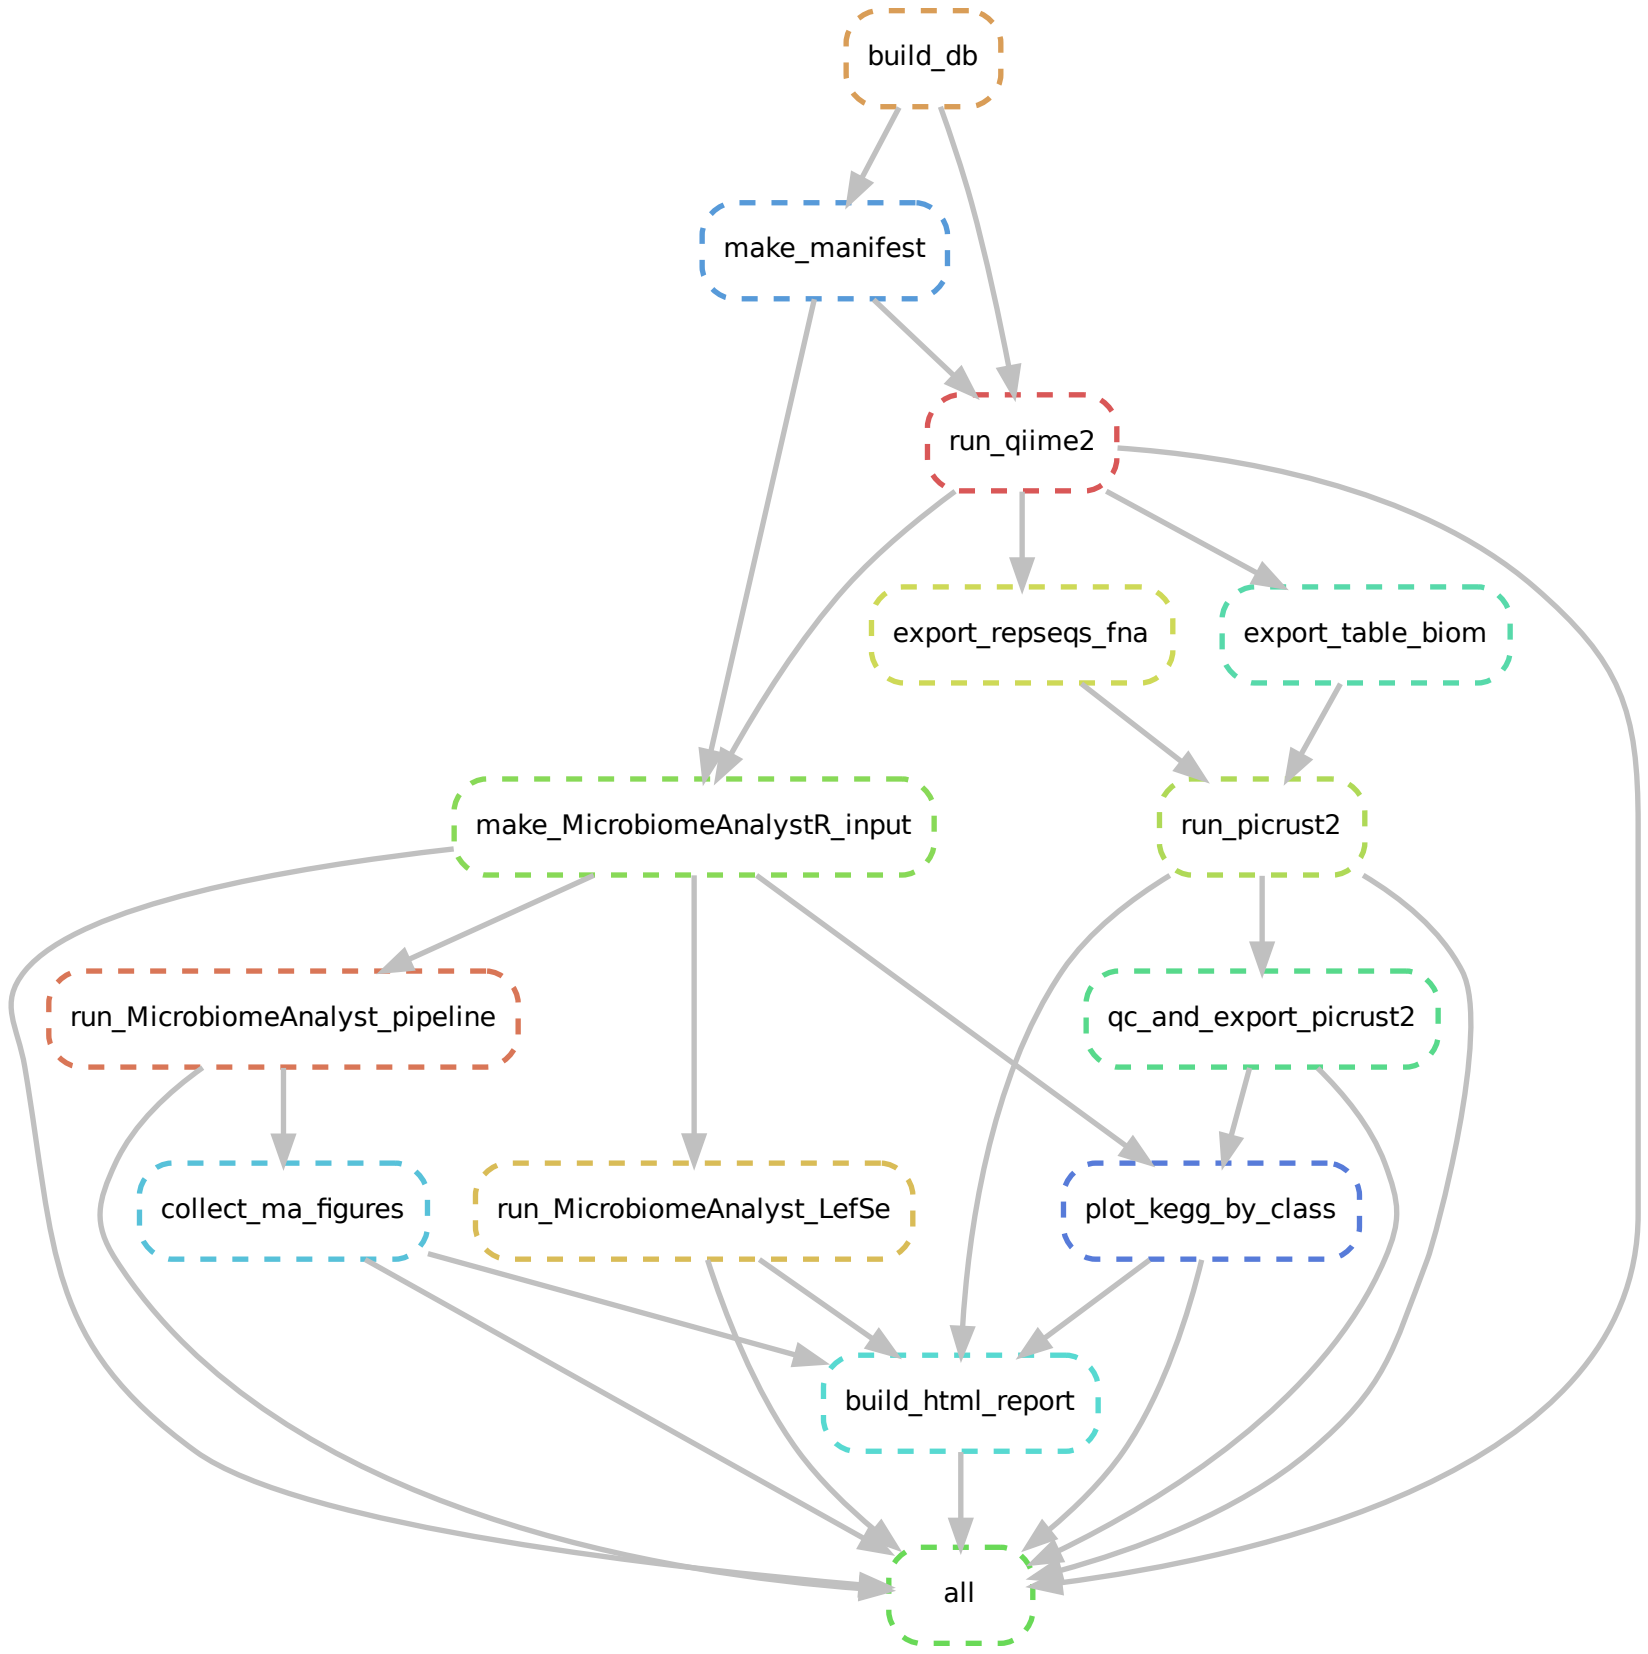 build_db
make_manifest
run_qiime2
export_repseqs_fna
export_table_biom
make_MicrobiomeAnalystR_input
run_picrust2
run_MicrobiomeAnalyst_pipeline
qc_and_export_picrust2
collect_ma_figures
run_MicrobiomeAnalyst_LefSe
plot_kegg_by_class
build_html_report
all